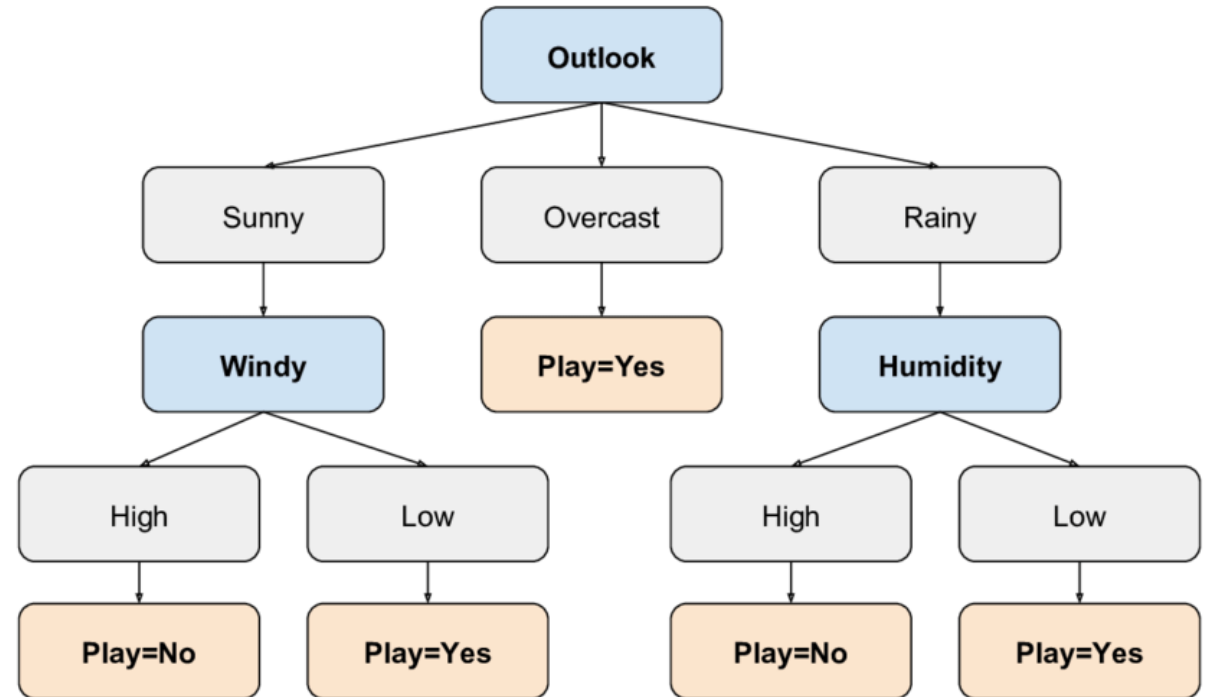 Outlook
Sunny
Overcast
Rainy
Windy
Play=Yes
Humidity
High
Low
High
Low
Play=No
Play=Yes
Play=No
Play=Yes